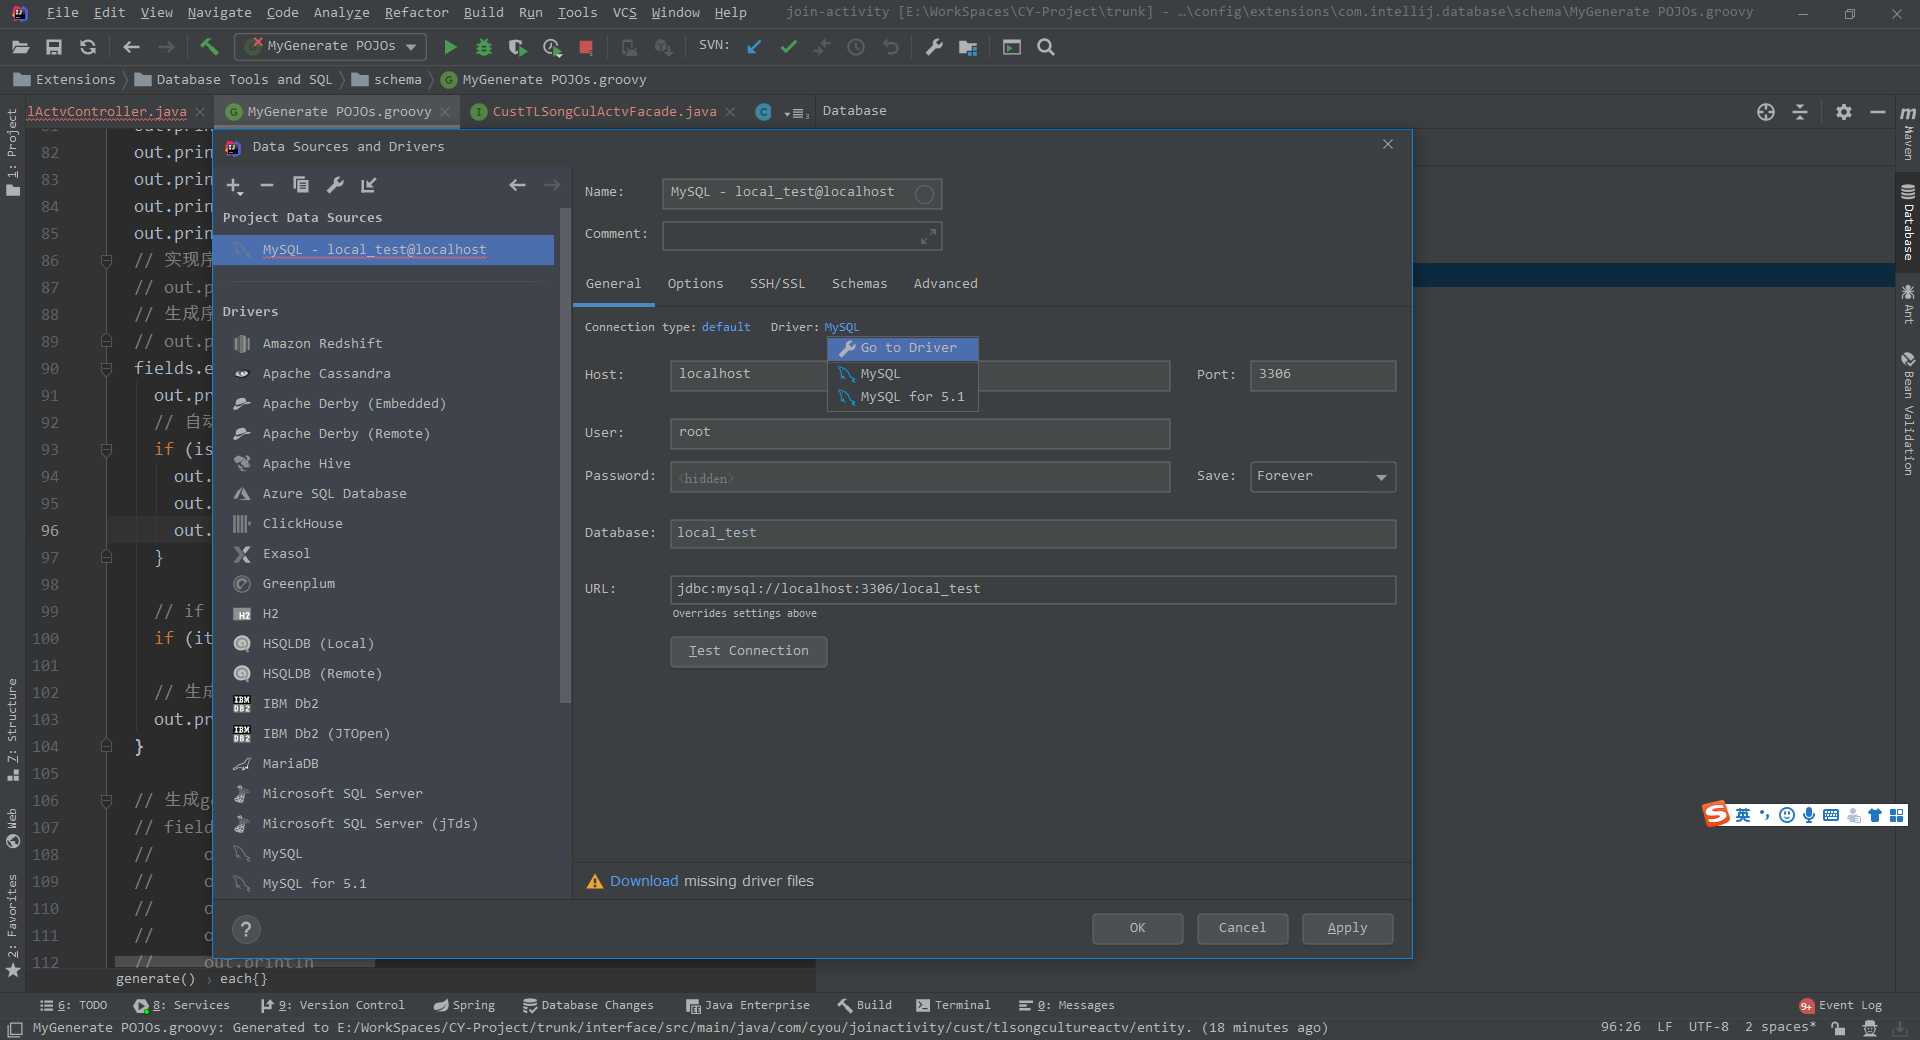 File Edit View Navigate Code Analyze Refactor Build Run Tools VCS Window Help join-activity [E:\WorkSpaces\CY-Project\trunk] - …\config\extensions\com.intellij.database\schema\MyGenerate POJOs.groovy
MyGenerate POJOs SVN:
Extensions Database Tools and SQL schema MyGenerate POJOs.groovy
lActvController.java MyGenerate POJOs.groovy CustTLSongCulActvFacade.java Database
1: Project
7: Structure
Web
2: Favorites
82 out.prin
83 out.prin
84 out.prin
85 out.prin
86 // 实现序
87 // out.p
88 // 生成序
89 // out.p
90 fields.e
91 out.pr
92 // 自动
93 if (is
94 out.
95 out.
96 out.
97 }
98
99 // if
100 if (it
101
102 // 生成
103 out.pr
104 }
105
106 // 生成ge
107 // field
108 // o
109 // o
110 // o
111 // o
112 // out.println
generate() › each{}
Data Sources and Drivers
Project Data Sources
MySQL - local_test@localhost
Drivers
Amazon Redshift
Apache Cassandra
Apache Derby (Embedded)
Apache Derby (Remote)
Apache Hive
Azure SQL Database
ClickHouse
Exasol
Greenplum
H2
HSQLDB (Local)
HSQLDB (Remote)
IBM Db2
IBM Db2 (JTOpen)
MariaDB
Microsoft SQL Server
Microsoft SQL Server (jTds)
MySQL
MySQL for 5.1
Name: MySQL - local_test@localhost
Comment:
General Options SSH/SSL Schemas Advanced
Connection type: default Driver: MySQL
Go to Driver
MySQL
MySQL for 5.1
Host: localhost Port: 3306
User: root
Password: <hidden> Save: Forever
Database: local_test
URL: jdbc:mysql://localhost:3306/local_test
Overrides settings above
Test Connection
Download missing driver files
? OK Cancel Apply
m Maven
Database
Ant
Bean Validation
S 英
6: TODO 8: Services 9: Version Control Spring Database Changes Java Enterprise Build Terminal 0: Messages 9+ Event Log
MyGenerate POJOs.groovy: Generated to E:/WorkSpaces/CY-Project/trunk/interface/src/main/java/com/cyou/joinactivity/cust/tlsongcultureactv/entity. (18 minutes ago) 96:26 LF UTF-8 2 spaces*